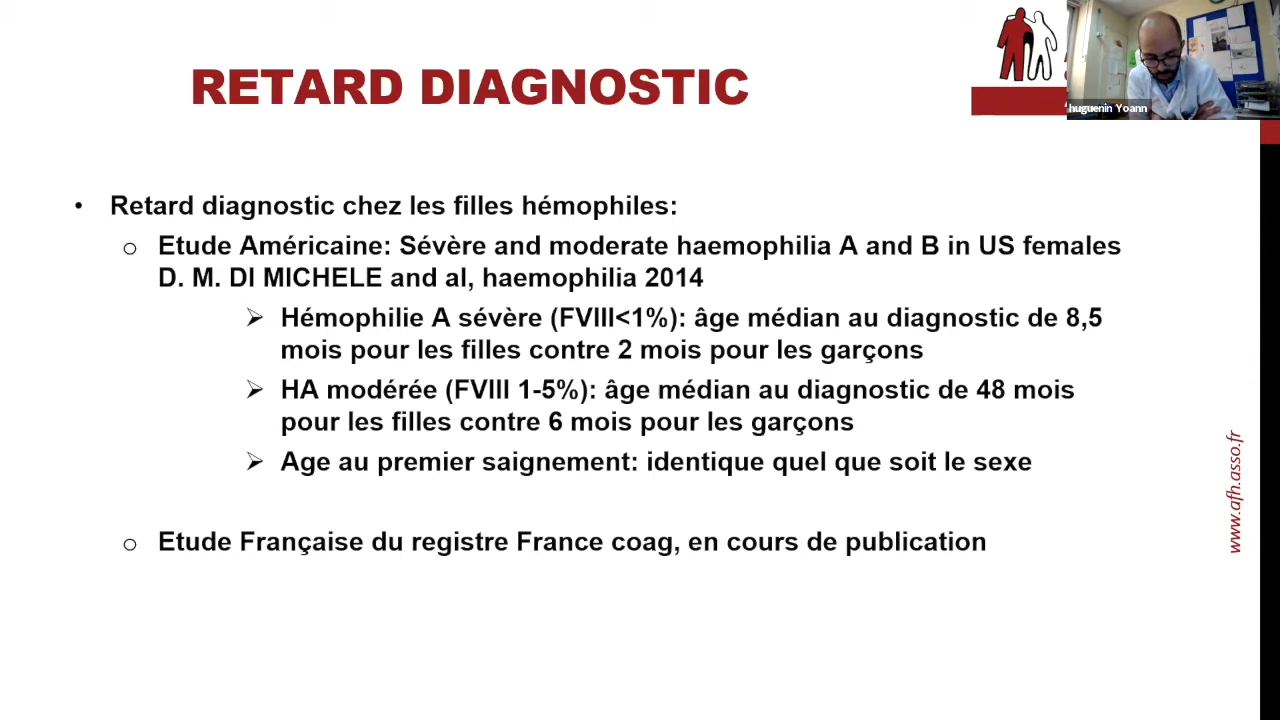 RETARD DIAGNOSTIC
huguenin Yoann
• Retard diagnostic chez les filles hémophiles:
o Etude Américaine: Sévère and moderate haemophilia A and B in US females
D. M. DI MICHELE and al, haemophilia 2014
➢ Hémophilie A sévère (FVIII<1%): âge médian au diagnostic de 8,5
mois pour les filles contre 2 mois pour les garçons
➢ HA modérée (FVIII 1-5%): âge médian au diagnostic de 48 mois
pour les filles contre 6 mois pour les garçons
➢ Age au premier saignement: identique quel que soit le sexe
o Etude Française du registre France coag, en cours de publication
www.afh.asso.fr